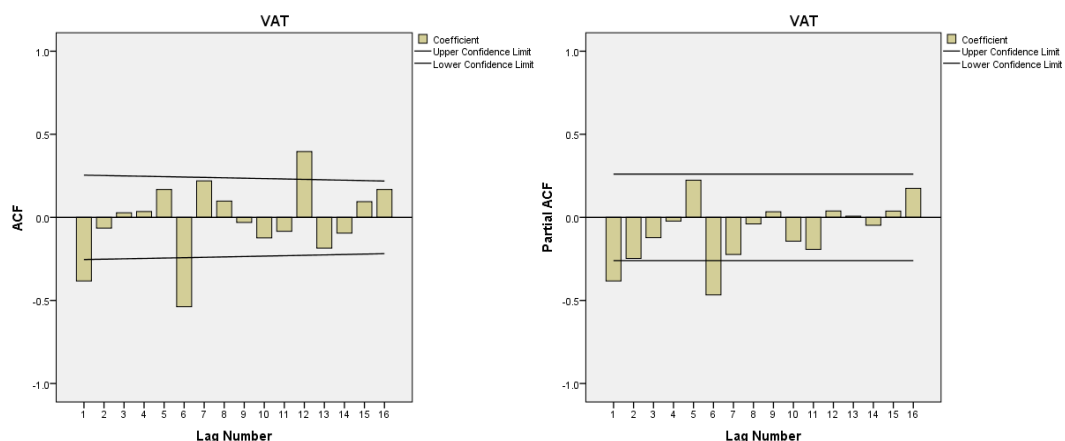 VAT
Coefficient
Upper Confidence Limit
Lower Confidence Limit
1.0
0.5
0.0
-0.5
-1.0
ACF
1 2 3 4 5 6 7 8 9 10 11 12 13 14 15 16
Lag Number
VAT
Coefficient
Upper Confidence Limit
Lower Confidence Limit
1.0
0.5
0.0
-0.5
-1.0
Partial ACF
1 2 3 4 5 6 7 8 9 10 11 12 13 14 15 16
Lag Number